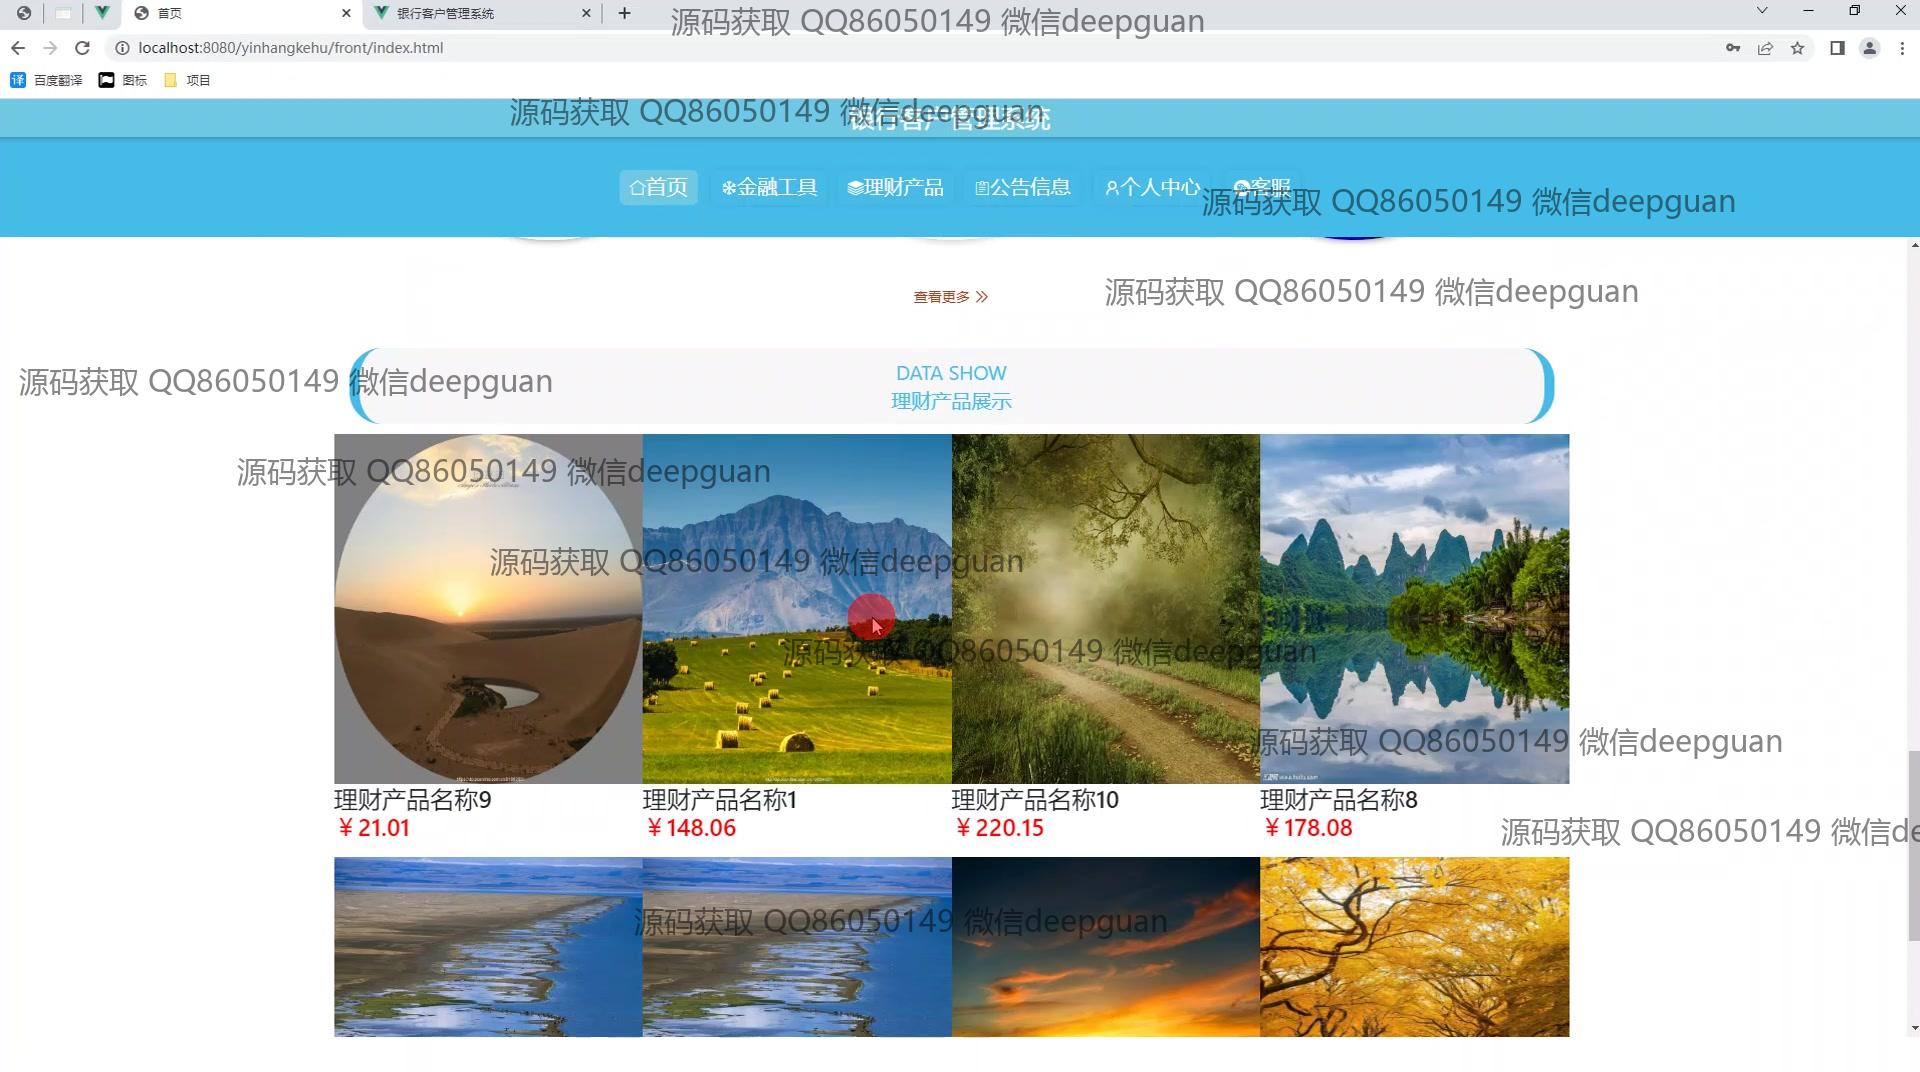 首页
银行客户管理系统
源码获取 QQ86050149 微信deepguan
localhost:8080/yinhangkehu/front/index.html
百度翻译
图标
项目
源码获取 QQ86050149 微信deepguan
银行客户管理系统
首页
金融工具
理财产品
公告信息
个人中心
客服
源码获取 QQ86050149 微信deepguan
查看更多
源码获取 QQ86050149 微信deepguan
DATA SHOW
理财产品展示
源码获取 QQ86050149 微信deepguan
源码获取 QQ86050149 微信deepguan
源码获取 QQ86050149 微信deepguan
源码获取 QQ86050149 微信deepguan
源码获取 QQ86050149 微信deepguan
理财产品名称9
￥21.01
理财产品名称1
￥148.06
理财产品名称10
￥220.15
理财产品名称8
￥178.08
源码获取 QQ86050149 微信de
源码获取 QQ86050149 微信deepguan